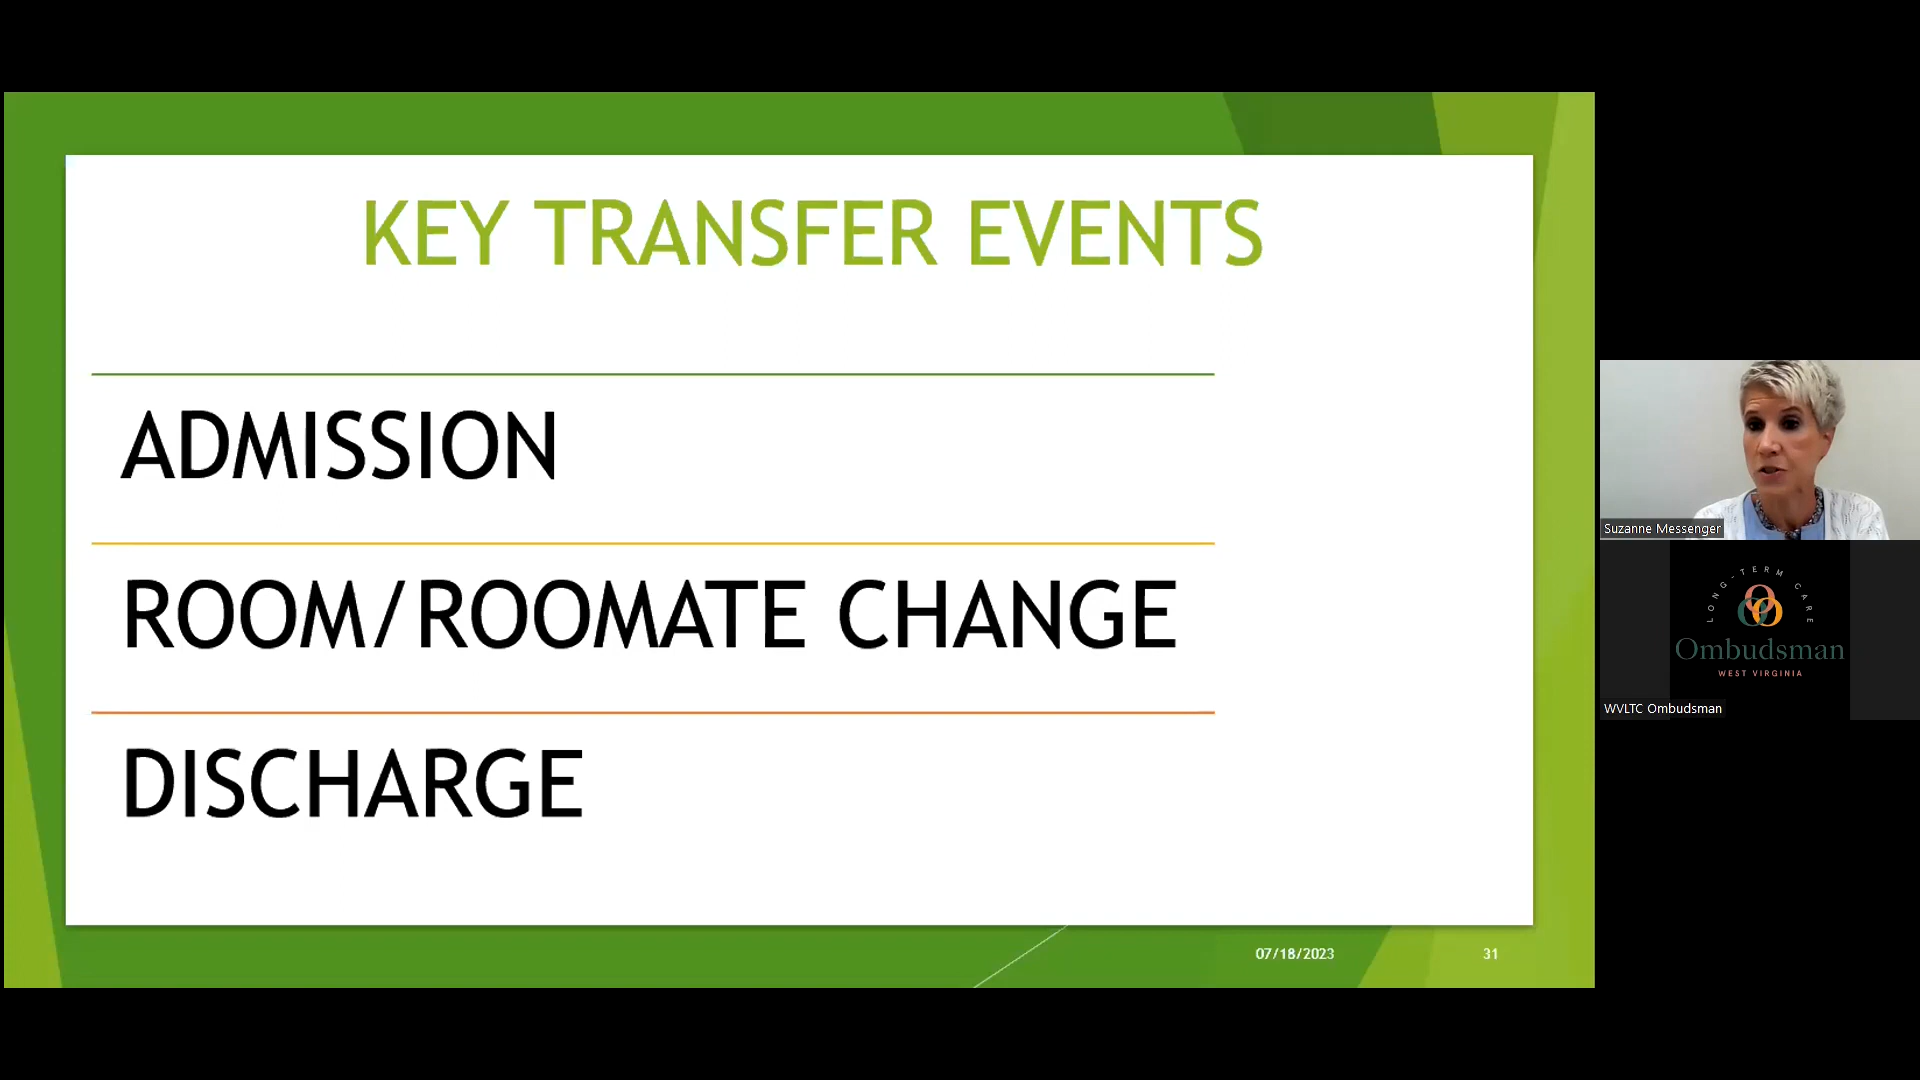 KEY TRANSFER EVENTS
ADMISSION
ROOM/ROOMATE CHANGE
DISCHARGE
07/18/2023
31
Suzanne Messenger
LONG-TERM CARE
Ombudsman
WEST VIRGINIA
WVLTC Ombudsman